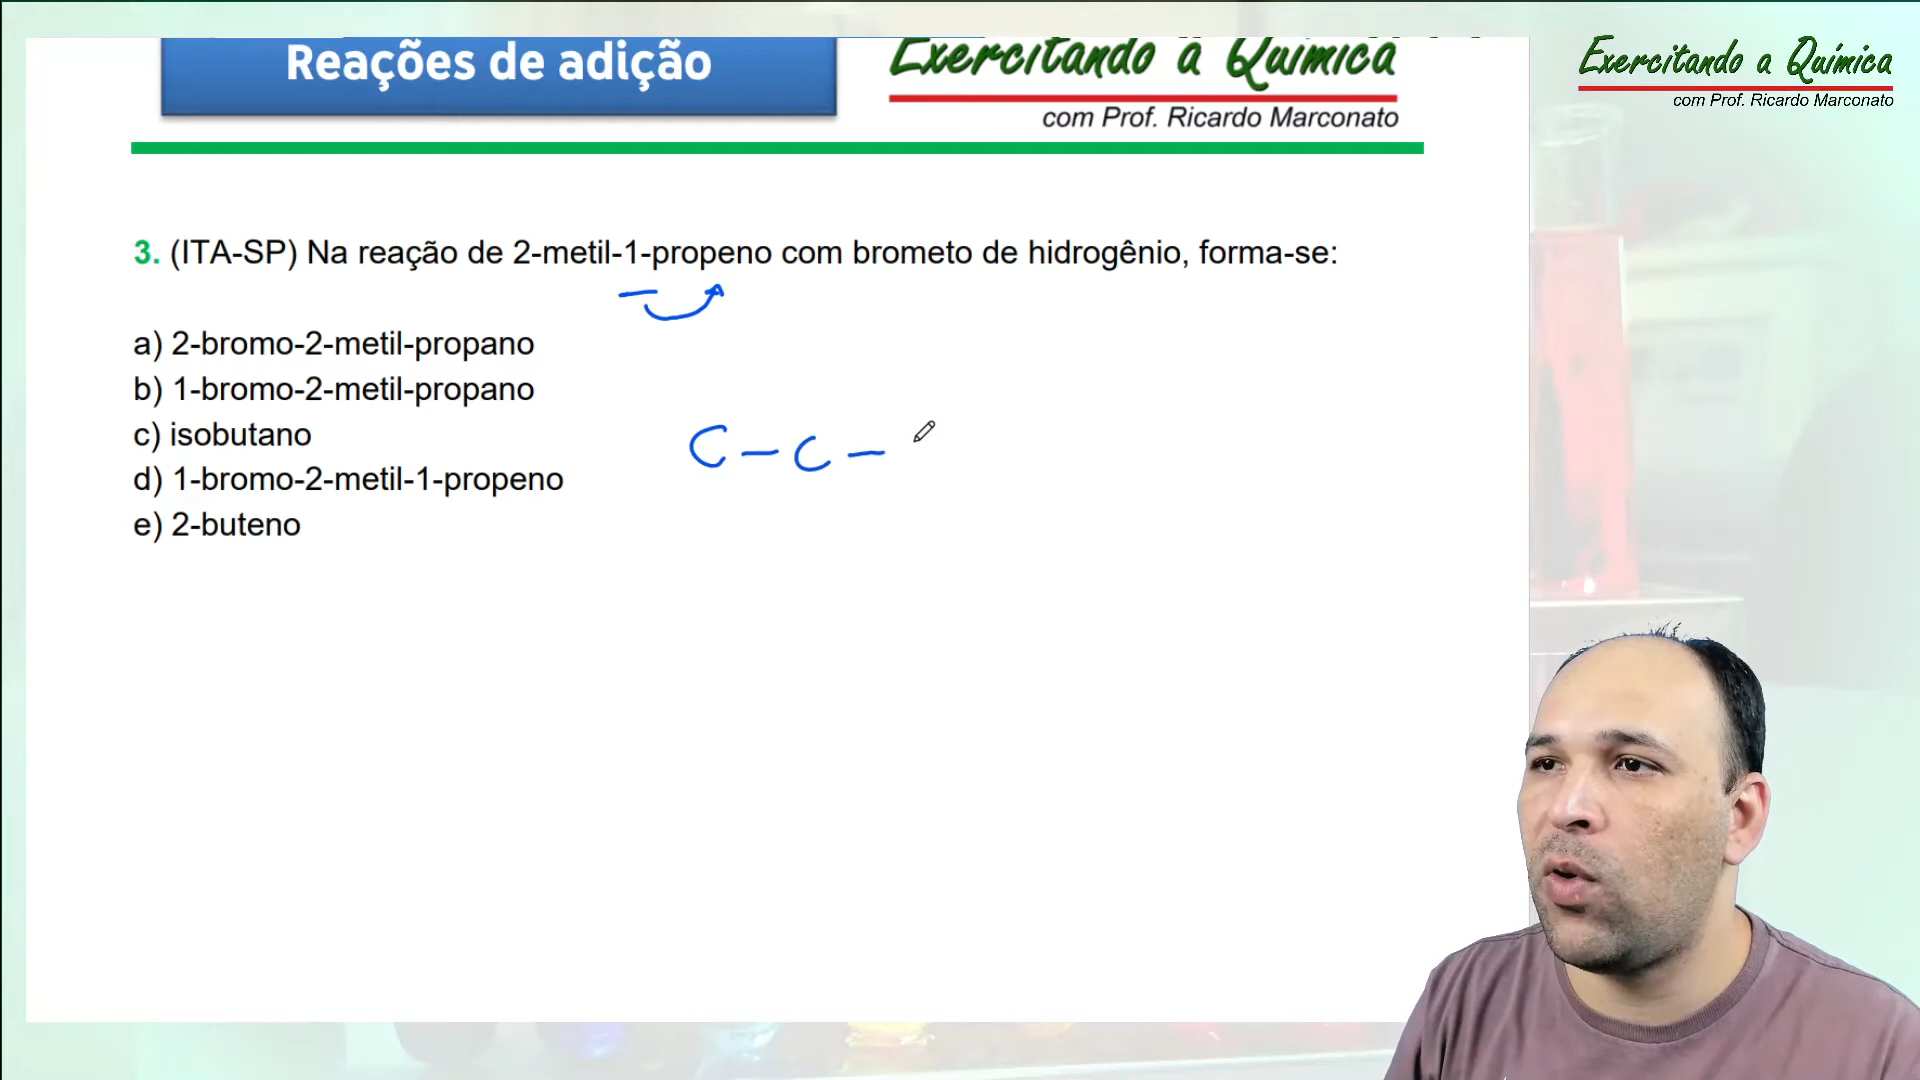 Reações de adição
Exercitando a Química
com Prof. Ricardo Marconato
Exercitando a Química
com Prof. Ricardo Marconato
3. (ITA-SP) Na reação de 2-metil-1-propeno com brometo de hidrogênio, forma-se:
a) 2-bromo-2-metil-propano
b) 1-bromo-2-metil-propano
c) isobutano
d) 1-bromo-2-metil-1-propeno
e) 2-buteno
C – C –